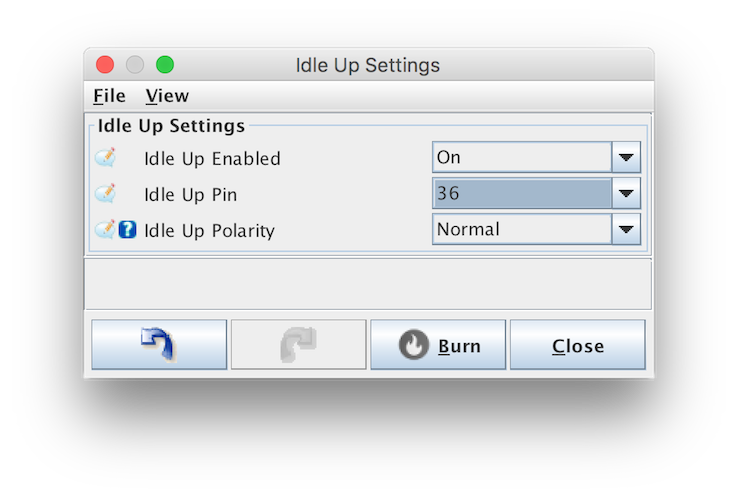 Idle Up Settings
File View
Idle Up Settings
Idle Up Enabled On
Idle Up Pin 36
? Idle Up Polarity Normal
Burn Close